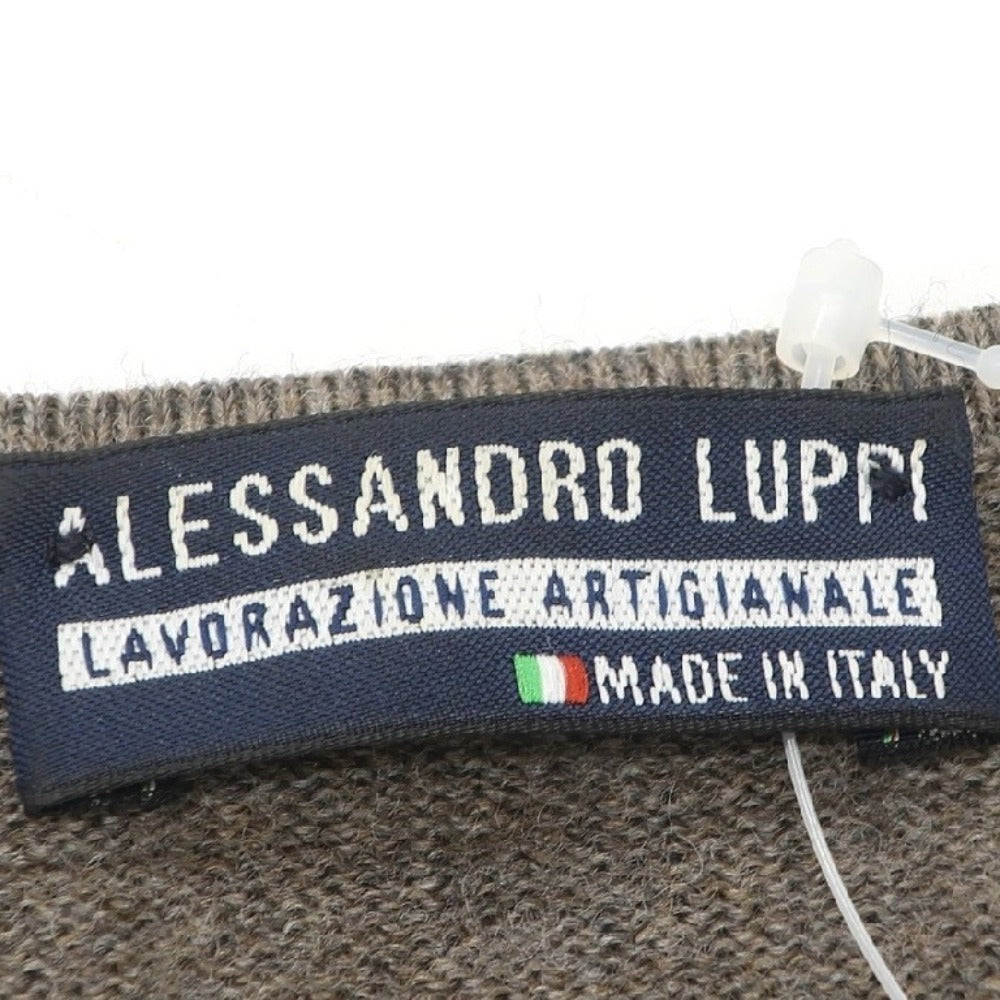 ALESSANDRO LUPPI
LAVORAZIONE ARTIGIANALE
MADE IN ITALY